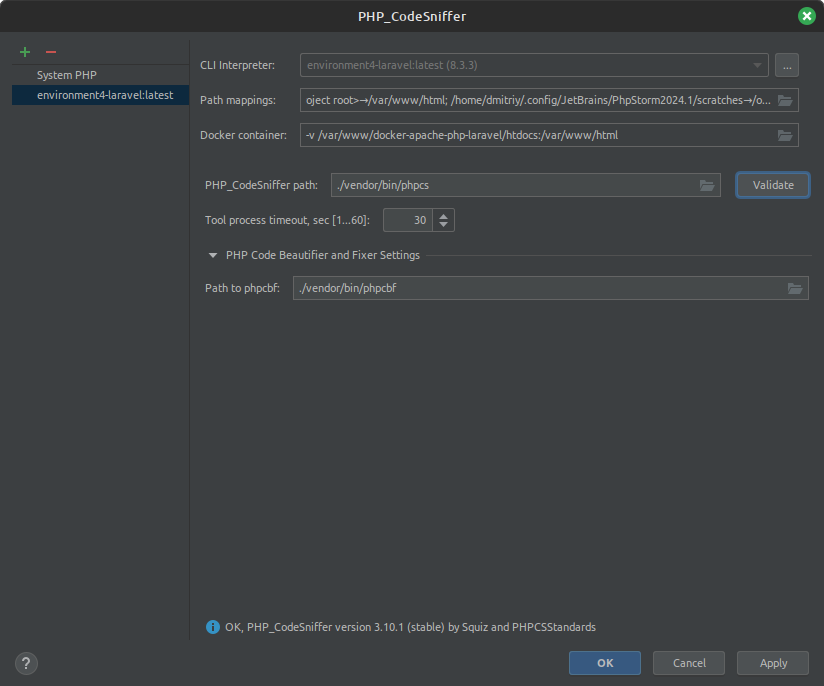 PHP_CodeSniffer
System PHP
environment4-laravel:latest
CLI Interpreter: environment4-laravel:latest (8.3.3) ...
Path mappings: oject root>→/var/www/html; /home/dmitriy/.config/JetBrains/PhpStorm2024.1/scratches→/o...
Docker container: -v /var/www/docker-apache-php-laravel/htdocs:/var/www/html
PHP_CodeSniffer path: ./vendor/bin/phpcs Validate
Tool process timeout, sec [1...60]: 30
PHP Code Beautifier and Fixer Settings
Path to phpcbf: ./vendor/bin/phpcbf
OK, PHP_CodeSniffer version 3.10.1 (stable) by Squiz and PHPCSStandards
? OK Cancel Apply